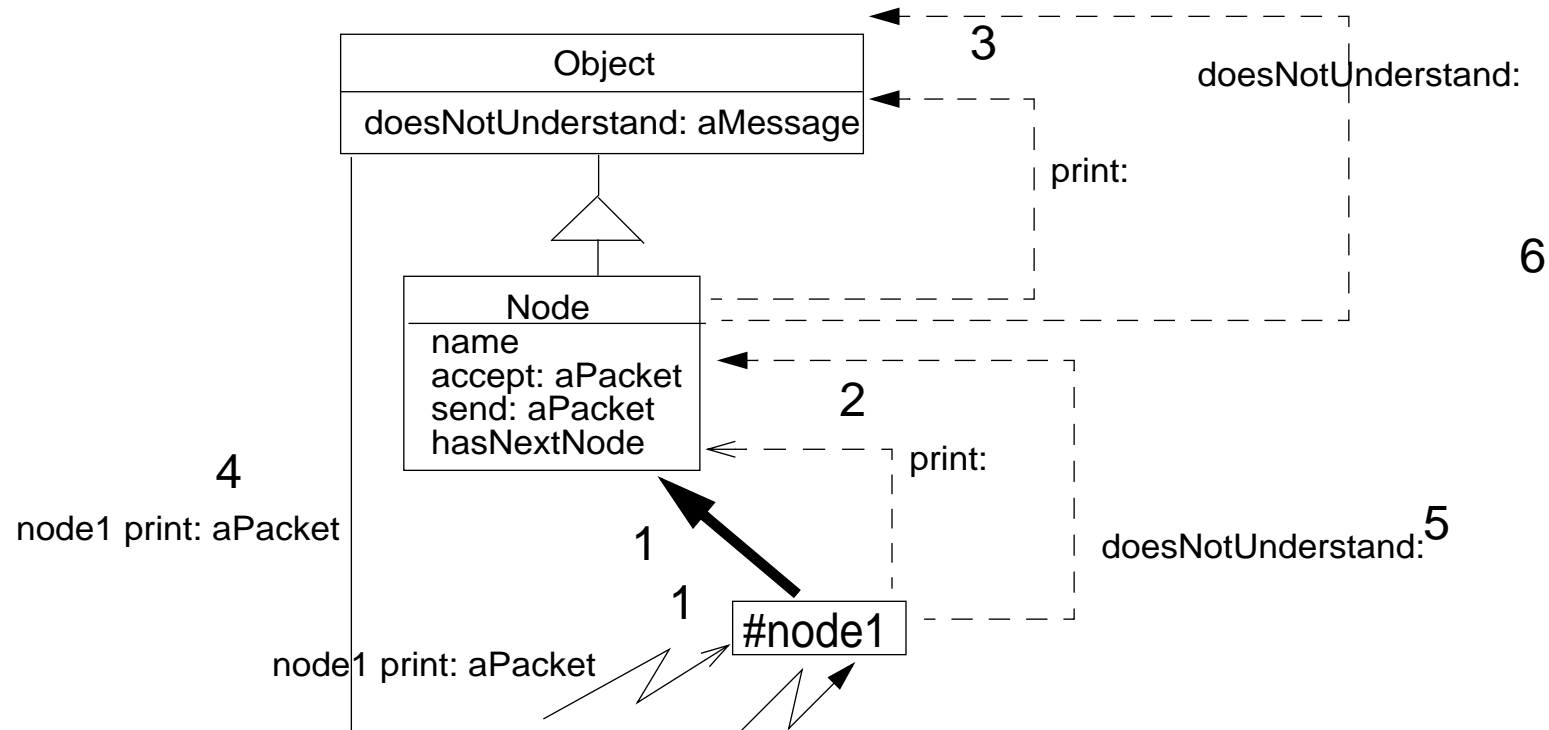 3
Object
doesNotUnderstand:
doesNotUnderstand: aMessage
print:
6
Node
name
accept: aPacket
send: aPacket
hasNextNode
2
print:
4
node1 print: aPacket
1
doesNotUnderstand:
5
1
#node1
node1 print: aPacket